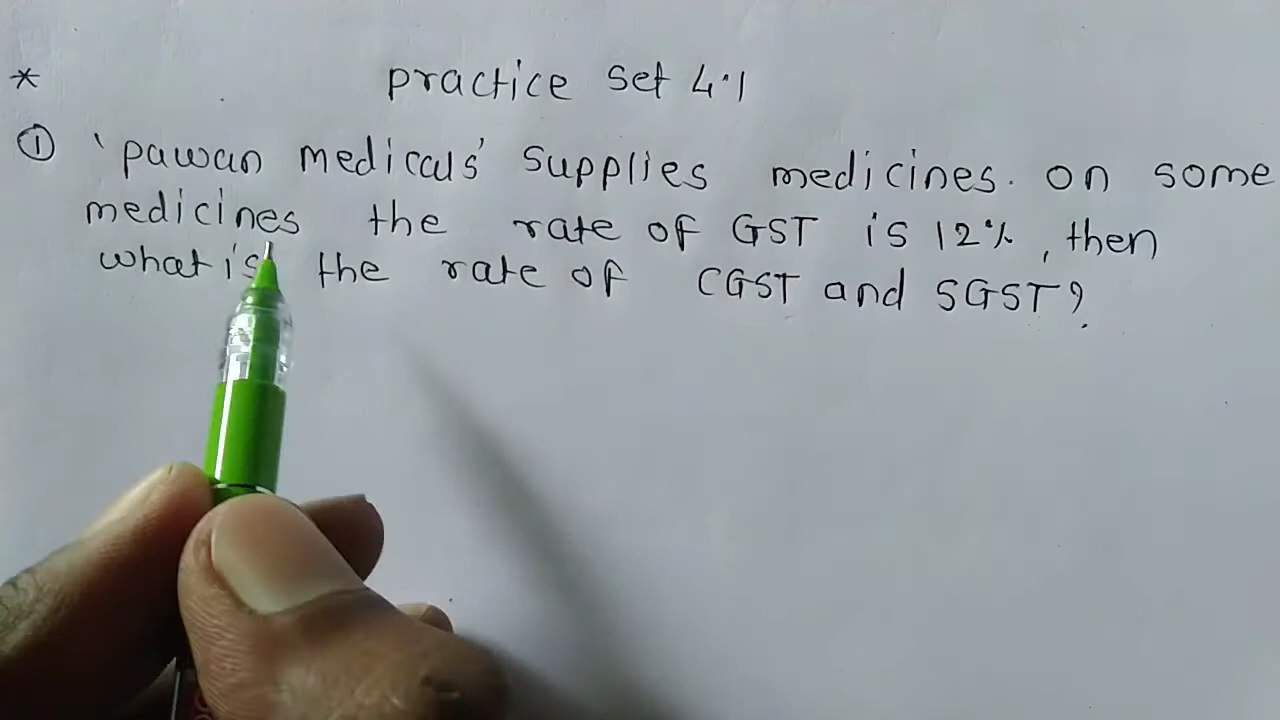 * practice set 4.1
① 'pawan medicals' supplies medicines. on some
medicines the rate of GST is 12%, then
what is the rate of CGST and SGST?